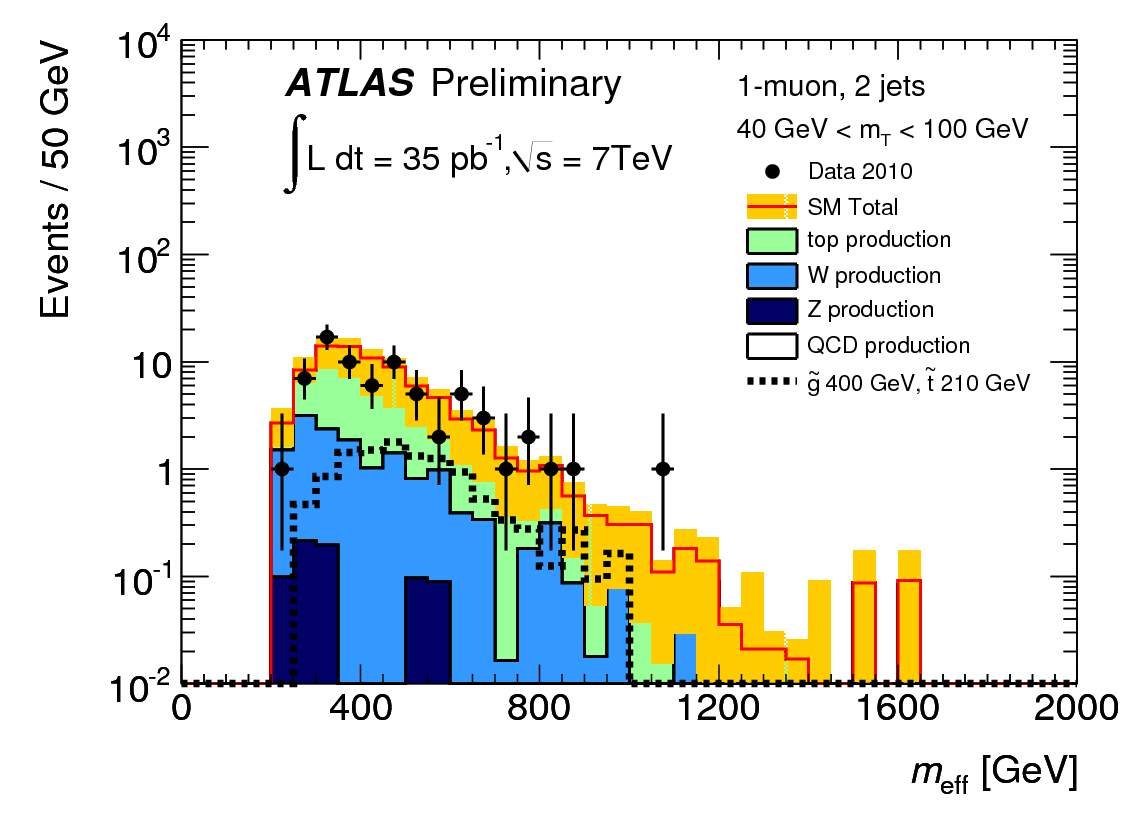 Events / 50 GeV
10⁴
10³
10²
10
1
10⁻¹
10⁻²
ATLAS Preliminary
∫L dt = 35 pb⁻¹,√s = 7TeV
1-muon, 2 jets
40 GeV < m_T < 100 GeV
Data 2010
SM Total
top production
W production
Z production
QCD production
g̃ 400 GeV, t̃ 210 GeV
0 400 800 1200 1600 2000
m_eff [GeV]